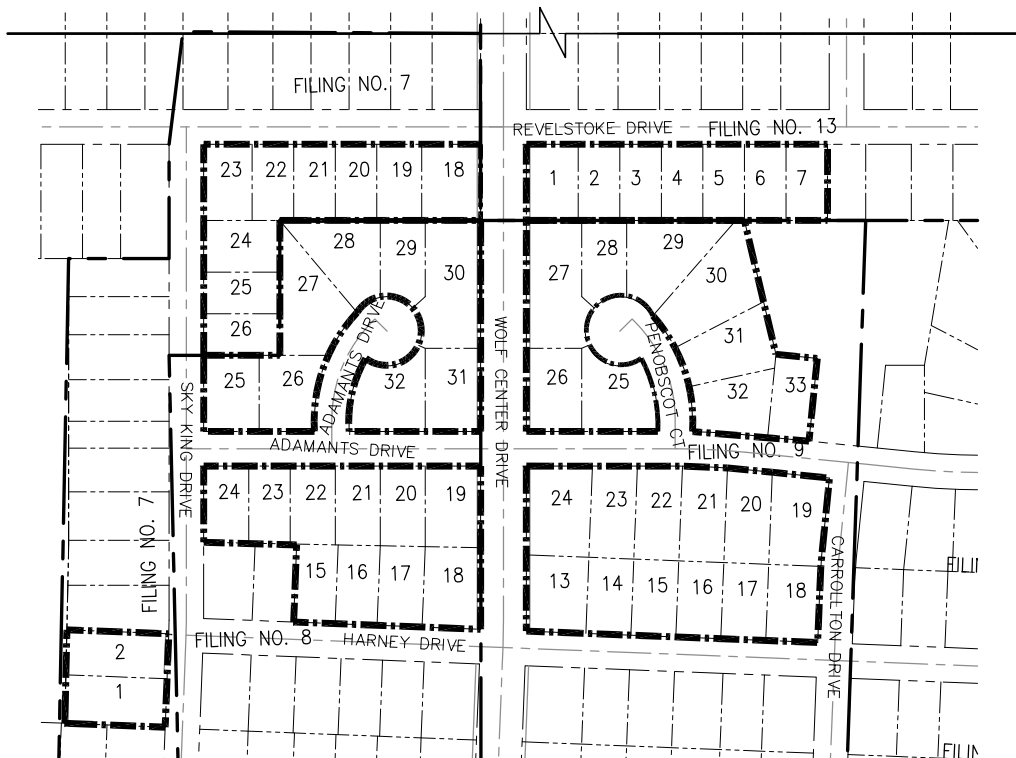 FILING NO. 7
REVELSTOKE DRIVE FILING NO. 13
23 22 21 20 19 18 1 2 3 4 5 6 7
24 28 29 30 27 28 29 30
25 27
26 31
25 26 32 31 26 25 32 33
ADAMANTS DIRVE
WOLF CENTER DRIVE
PENOBSCOT CT
SKY KING DRIVE
ADAMANTS DRIVE FILING NO. 9
24 23 22 21 20 19 24 23 22 21 20 19
FILING NO. 7
CARROLLTON DRIVE
15 16 17 18 13 14 15 16 17 18
FILING NO. 8 HARNEY DRIVE
2
1